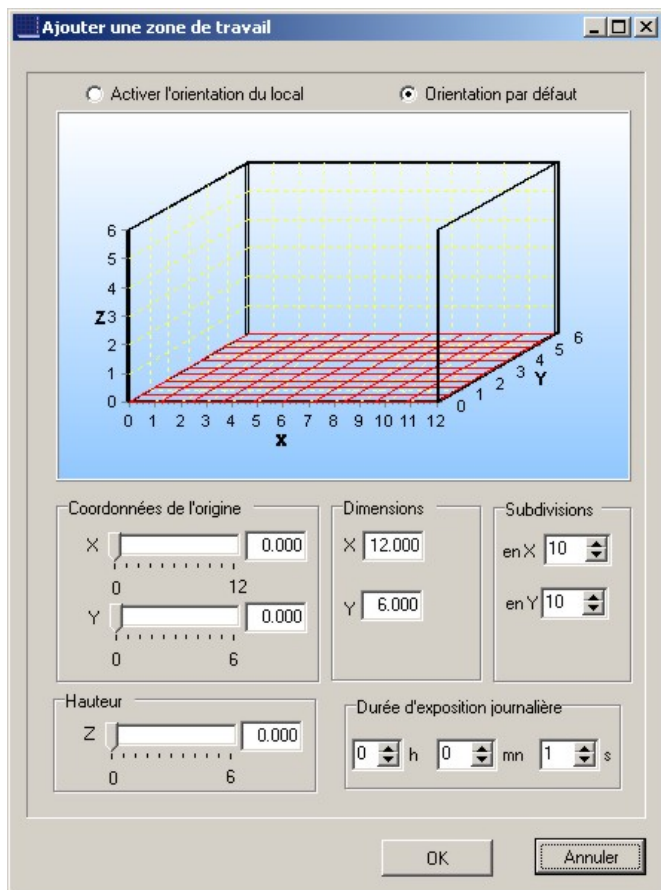 Ajouter une zone de travail
Activer l'orientation du local Orientation par défaut
6
5
4
Z 3
2
1
0
0 1 2 3 4 5 6 7 8 9 10 11 12
X
0 1 2 3 4 5 6
Y
Coordonnées de l'origine
X 0.000
0 12
Y 0.000
0 6
Dimensions
X 12.000
Y 6.000
Subdivisions
en X 10
en Y 10
Hauteur
Z 0.000
0 6
Durée d'exposition journalière
0 h 0 mn 1 s
OK Annuler